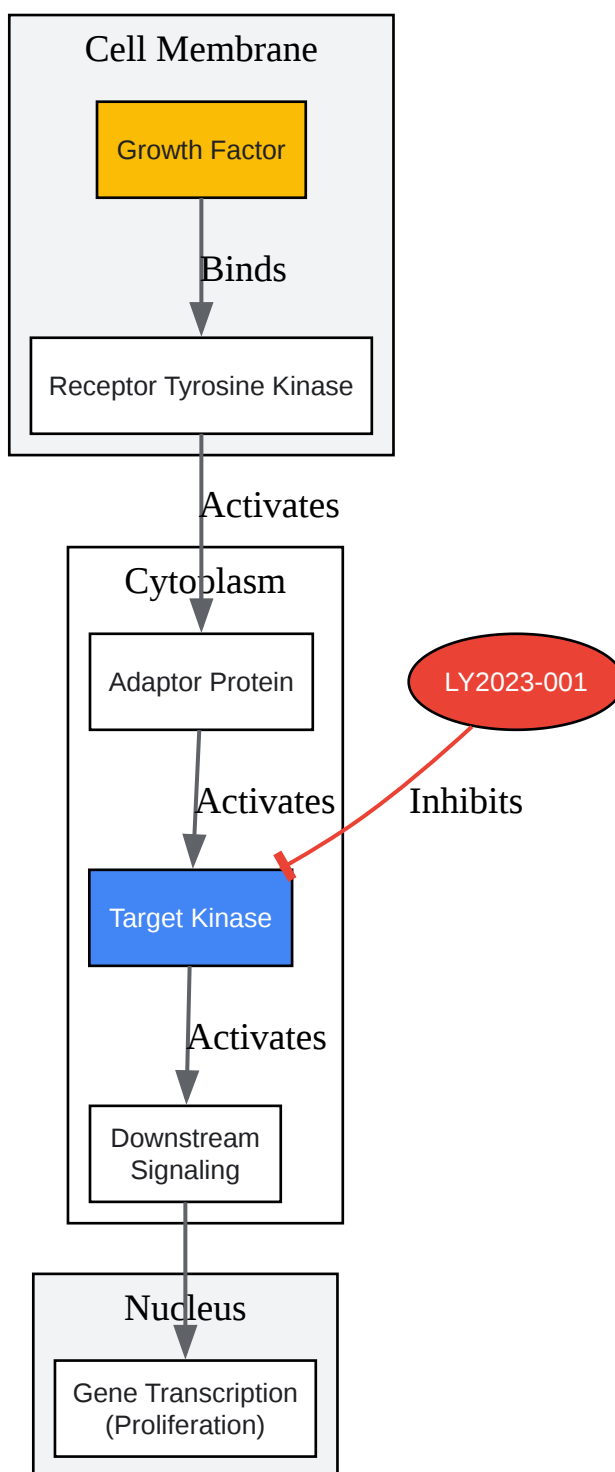 Cell Membrane
Growth Factor
Binds
Receptor Tyrosine Kinase
Activates
Cytoplasm
Adaptor Protein
LY2023-001
Activates
Inhibits
Target Kinase
Activates
Downstream
Signaling
Nucleus
Gene Transcription
(Proliferation)